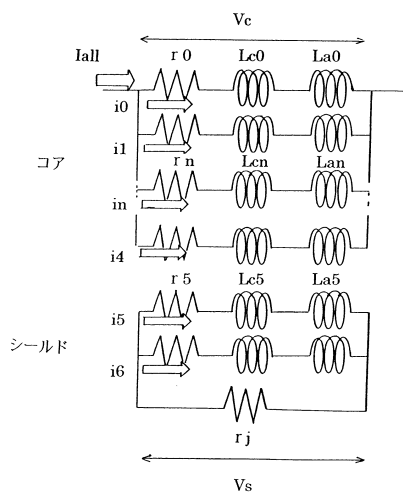 Vc
Iall
r 0 Lc0 La0
i0
i1
コア
r n Lcn Lan
in
i4
r 5 Lc5 La5
i5
シールド
i6
r j
Vs